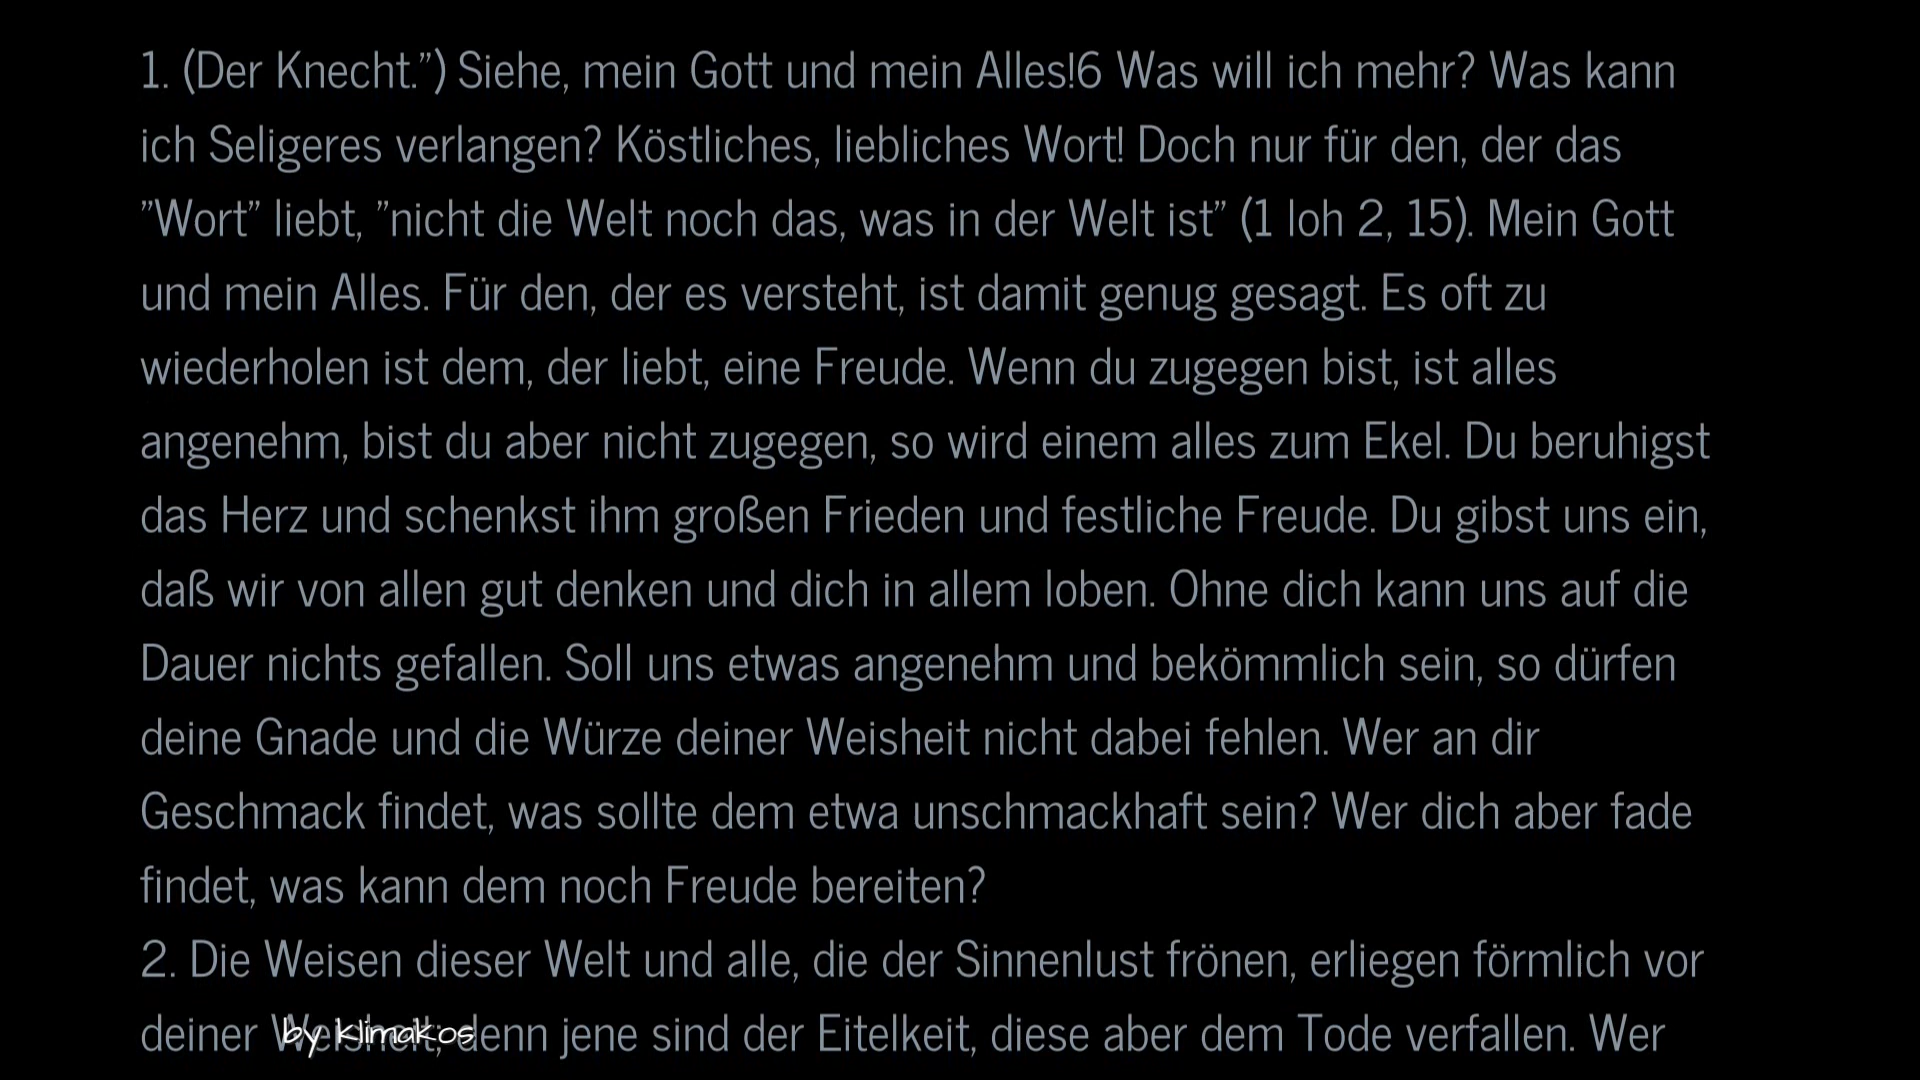 1. (Der Knecht.”) Siehe, mein Gott und mein Alles!6 Was will ich mehr? Was kann
ich Seligeres verlangen? Köstliches, liebliches Wort! Doch nur für den, der das
”Wort” liebt, ”nicht die Welt noch das, was in der Welt ist” (1 loh 2, 15). Mein Gott
und mein Alles. Für den, der es versteht, ist damit genug gesagt. Es oft zu
wiederholen ist dem, der liebt, eine Freude. Wenn du zugegen bist, ist alles
angenehm, bist du aber nicht zugegen, so wird einem alles zum Ekel. Du beruhigst
das Herz und schenkst ihm großen Frieden und festliche Freude. Du gibst uns ein,
daß wir von allen gut denken und dich in allem loben. Ohne dich kann uns auf die
Dauer nichts gefallen. Soll uns etwas angenehm und bekömmlich sein, so dürfen
deine Gnade und die Würze deiner Weisheit nicht dabei fehlen. Wer an dir
Geschmack findet, was sollte dem etwa unschmackhaft sein? Wer dich aber fade
findet, was kann dem noch Freude bereiten?
2. Die Weisen dieser Welt und alle, die der Sinnenlust frönen, erliegen förmlich vor
deiner Weisheit; denn jene sind der Eitelkeit, diese aber dem Tode verfallen. Wer
by klimakos